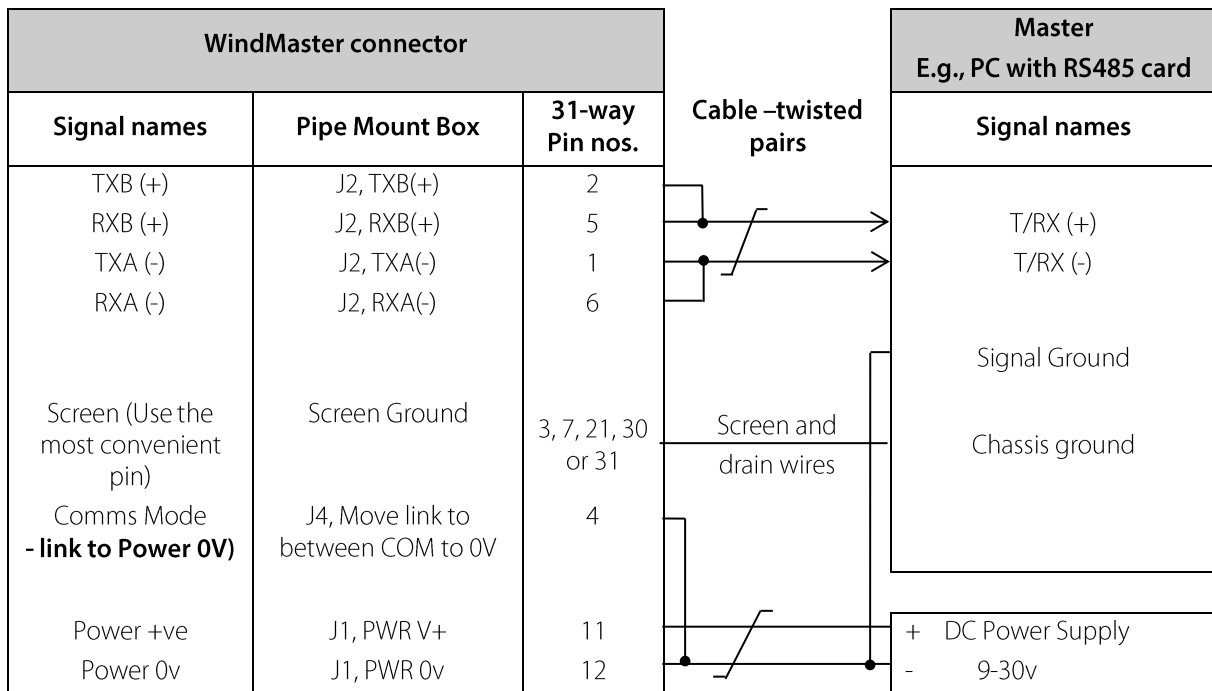 WindMaster connector
Master
E.g., PC with RS485 card
Signal names
Pipe Mount Box
31-way
Pin nos.
Cable –twisted
pairs
Signal names
TXB (+)
J2, TXB(+)
2
RXB (+)
J2, RXB(+)
5
T/RX (+)
TXA (-)
J2, TXA(-)
1
T/RX (-)
RXA (-)
J2, RXA(-)
6
Signal Ground
Screen (Use the
most convenient
pin)
Screen Ground
3, 7, 21, 30
or 31
Screen and
drain wires
Chassis ground
Comms Mode
- link to Power 0V)
J4, Move link to
between COM to 0V
4
Power +ve
J1, PWR V+
11
+ DC Power Supply
Power 0v
J1, PWR 0v
12
- 9-30v